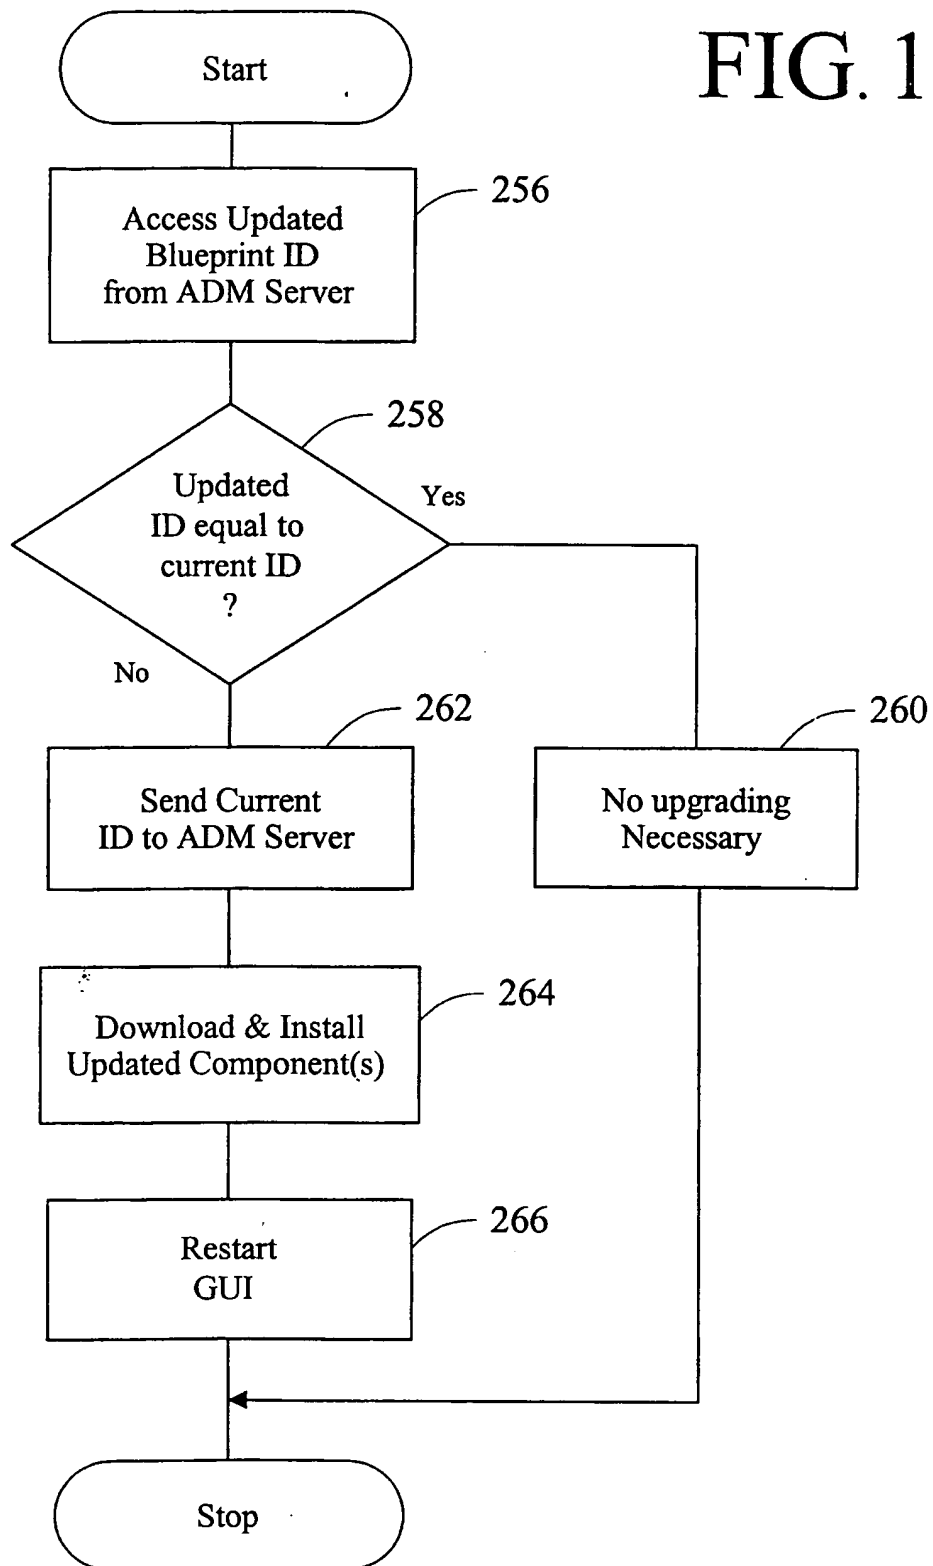 FIG. 1
Start
256
Access Updated
Blueprint ID
from ADM Server
258
Updated
ID equal to
current ID
?
Yes
No
262
Send Current
ID to ADM Server
260
No upgrading
Necessary
264
Download & Install
Updated Component(s)
266
Restart
GUI
Stop